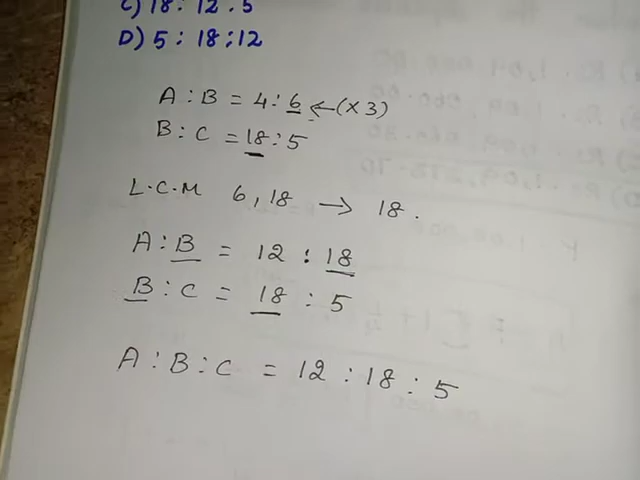 C) 18 : 12 : 5
D) 5 : 18 : 12
A : B = 4 : 6 ← (× 3)
B : C = 18 : 5
L.C.M 6, 18 → 18.
A : B = 12 : 18
B : C = 18 : 5
A : B : C = 12 : 18 : 5